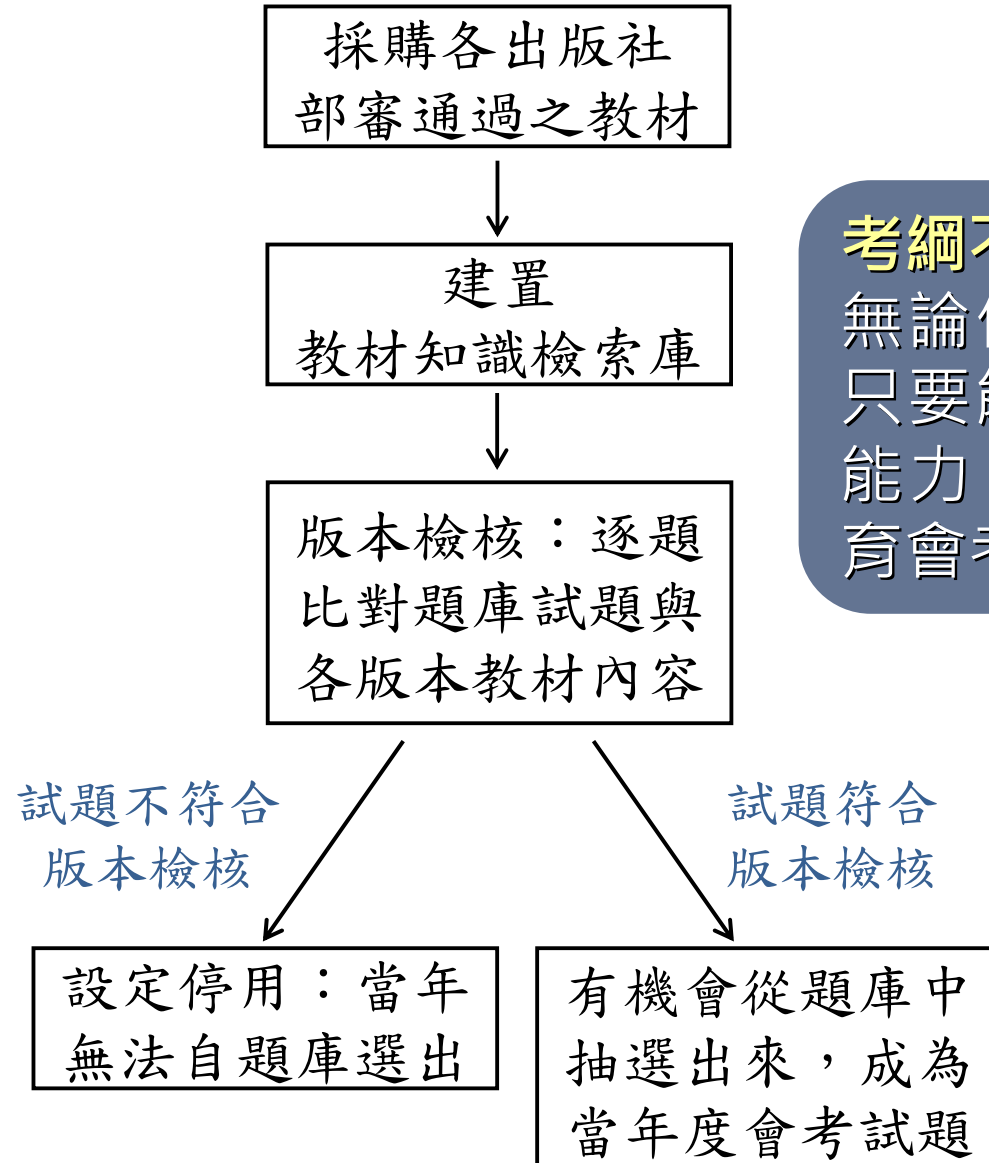 採購各出版社
部審通過之教材
建置
教材知識檢索庫
考綱
無論
只要
能力
育會
版本檢核：逐題
比對題庫試題與
各版本教材內容
試題不符合
版本檢核
試題符合
版本檢核
設定停用：當年
無法自題庫選出
有機會從題庫中
抽選出來，成為
當年度會考試題